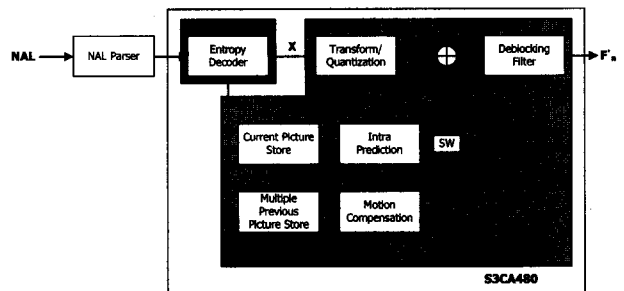 NAL
NAL Parser
Entropy
Decoder
X
Transform/
Quantization
Deblocking
Filter
F'n
Current Picture
Store
Intra
Prediction
SW
Multiple
Previous
Picture Store
Motion
Compensation
S3CA480